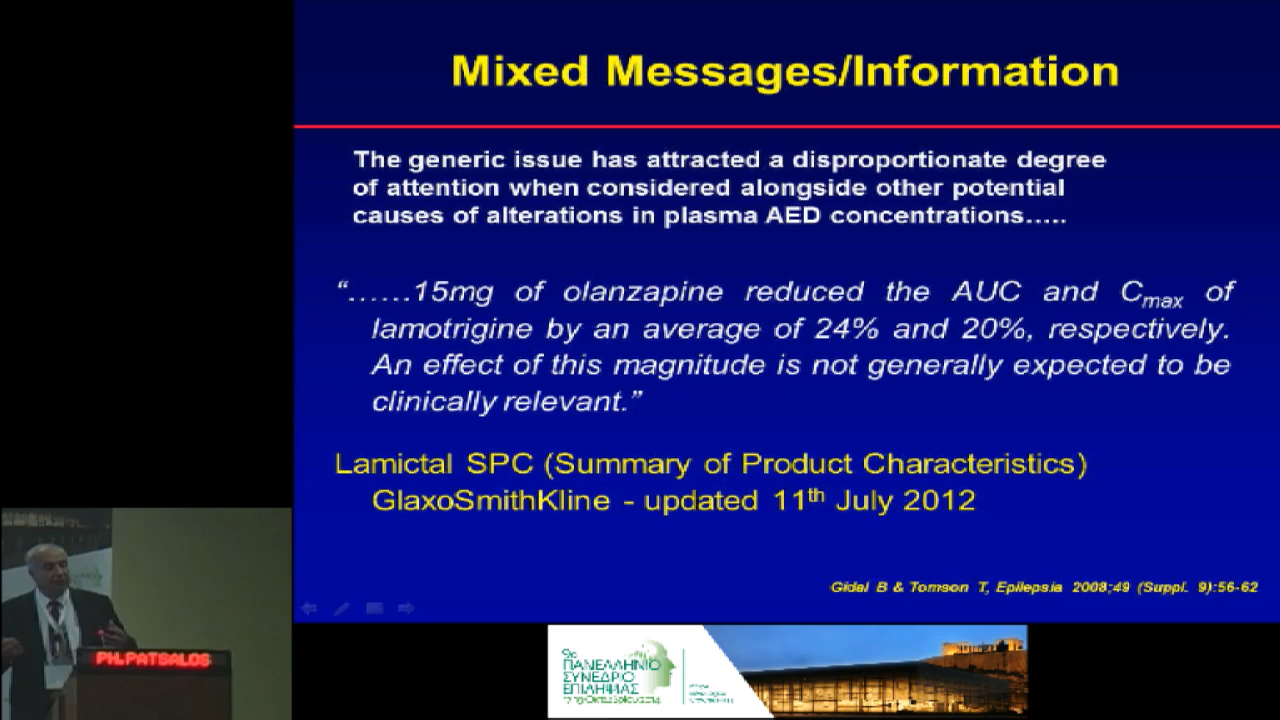 Mixed Messages/Information
The generic issue has attracted a disproportionate degree
of attention when considered alongside other potential
causes of alterations in plasma AED concentrations.....
“……15mg of olanzapine reduced the AUC and Cmax of
lamotrigine by an average of 24% and 20%, respectively.
An effect of this magnitude is not generally expected to be
clinically relevant.”
Lamictal SPC (Summary of Product Characteristics)
GlaxoSmithKline - updated 11th July 2012
Gidal B & Tomson T, Epilepsia 2008;49 (Suppl. 9):56-62
PH.PATSALOS
9ο
ΠΑΝΕΛΛΗΝΙΟ
ΣΥΝΕΔΡΙΟ
ΕΠΙΛΗΨΙΑΣ